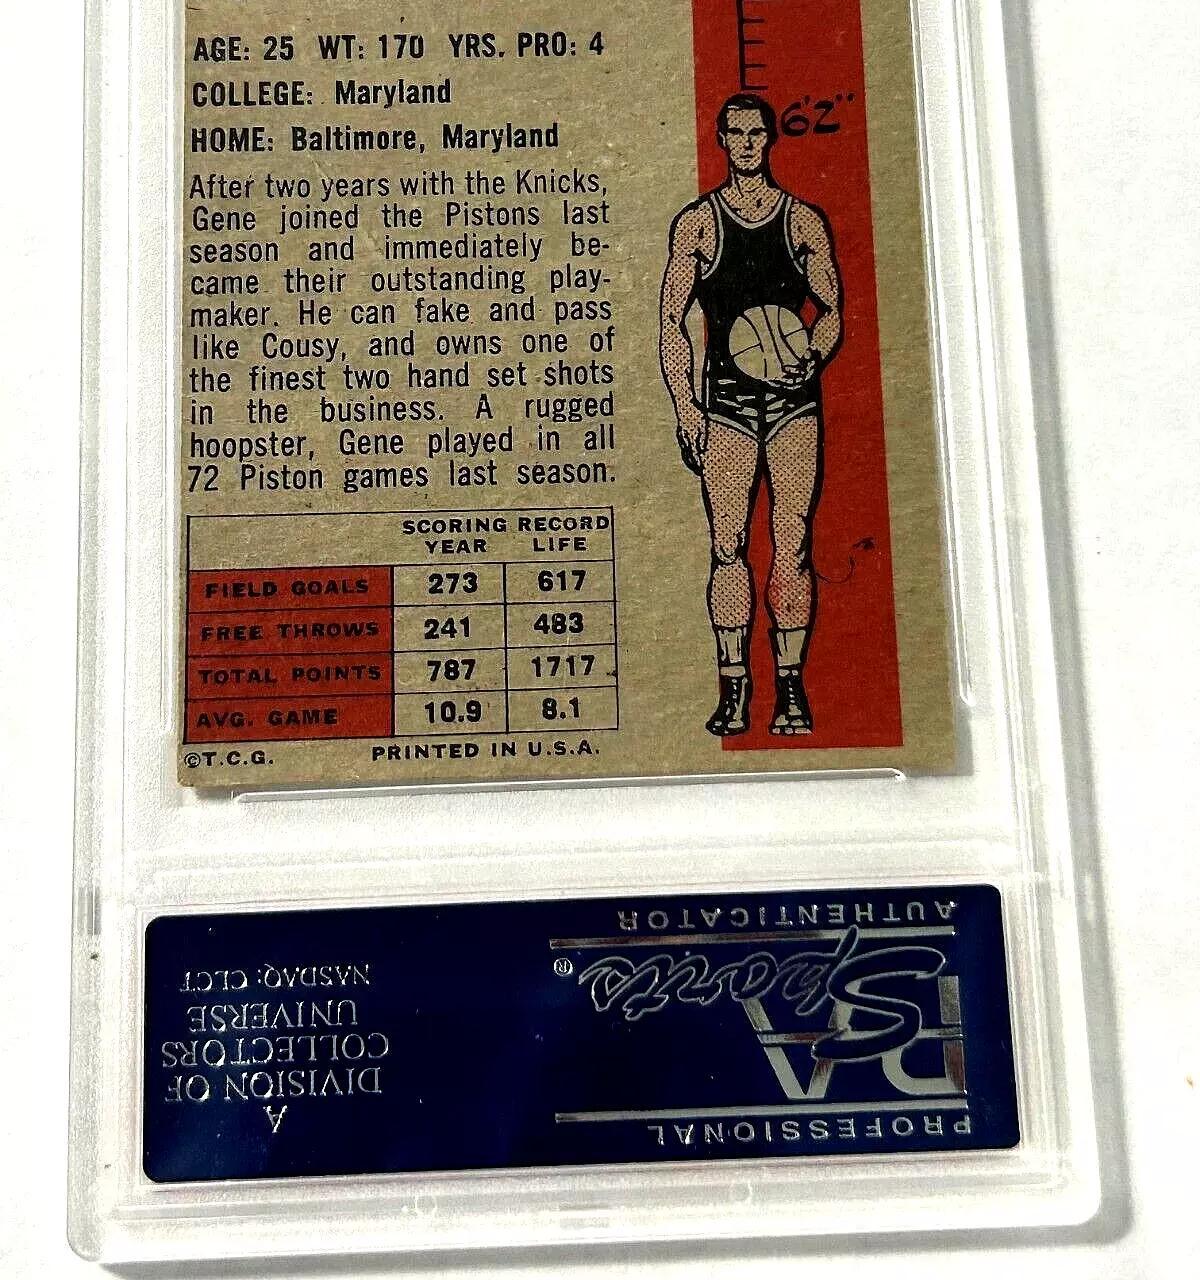 AGE: 25 WT: 170 YRS. PRO: 4
COLLEGE: Maryland
HOME: Baltimore, Maryland
6'2"
After two years with the Knicks,
Gene joined the Pistons last
season and immediately be-
came their outstanding play-
maker. He can fake and pass
like Cousy, and owns one of
the finest two hand set shots
in the business. A rugged
hoopster, Gene played in all
72 Piston games last season.
SCORING RECORD
YEAR LIFE
FIELD GOALS 273 617
FREE THROWS 241 483
TOTAL POINTS 787 1717
AVG. GAME 10.9 8.1
©T.C.G. PRINTED IN U.S.A.
PROFESSIONAL
PSA
Sports®
AUTHENTICATOR
A
DIVISION OF
COLLECTORS
UNIVERSE
NASDAQ: CLCT